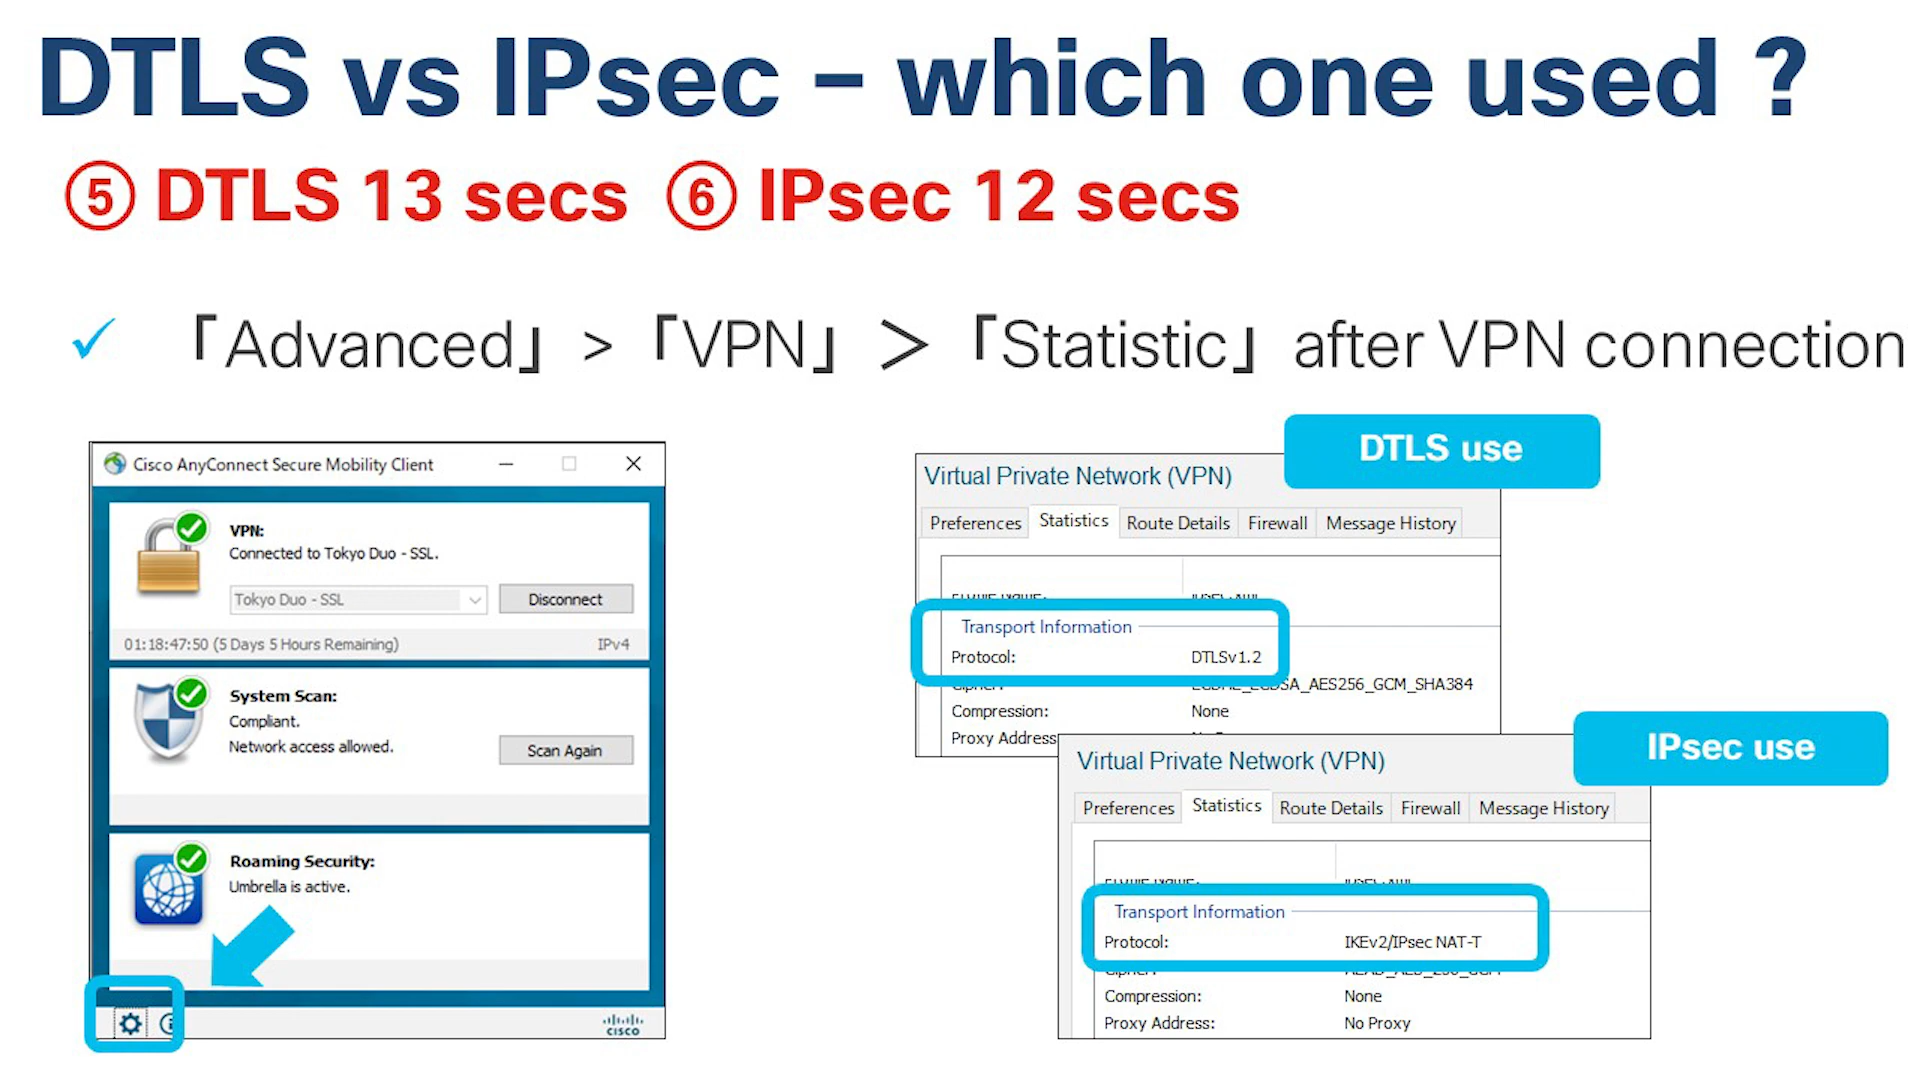 DTLS vs IPsec – which one used ?
⑤ DTLS 13 secs ⑥ IPsec 12 secs
✓ 「Advanced」 > 「VPN」 ＞ 「Statistic」 after VPN connection
Cisco AnyConnect Secure Mobility Client
VPN:
Connected to Tokyo Duo - SSL.
Tokyo Duo - SSL
Disconnect
01:18:47:50 (5 Days 5 Hours Remaining) IPv4
System Scan:
Compliant.
Network access allowed.
Scan Again
Roaming Security:
Umbrella is active.
CISCO
DTLS use
Virtual Private Network (VPN)
Preferences Statistics Route Details Firewall Message History
Transport Information
Protocol: DTLSv1.2
Compression: None
Proxy Address
IPsec use
Virtual Private Network (VPN)
Preferences Statistics Route Details Firewall Message History
Transport Information
Protocol: IKEv2/IPsec NAT-T
Compression: None
Proxy Address: No Proxy